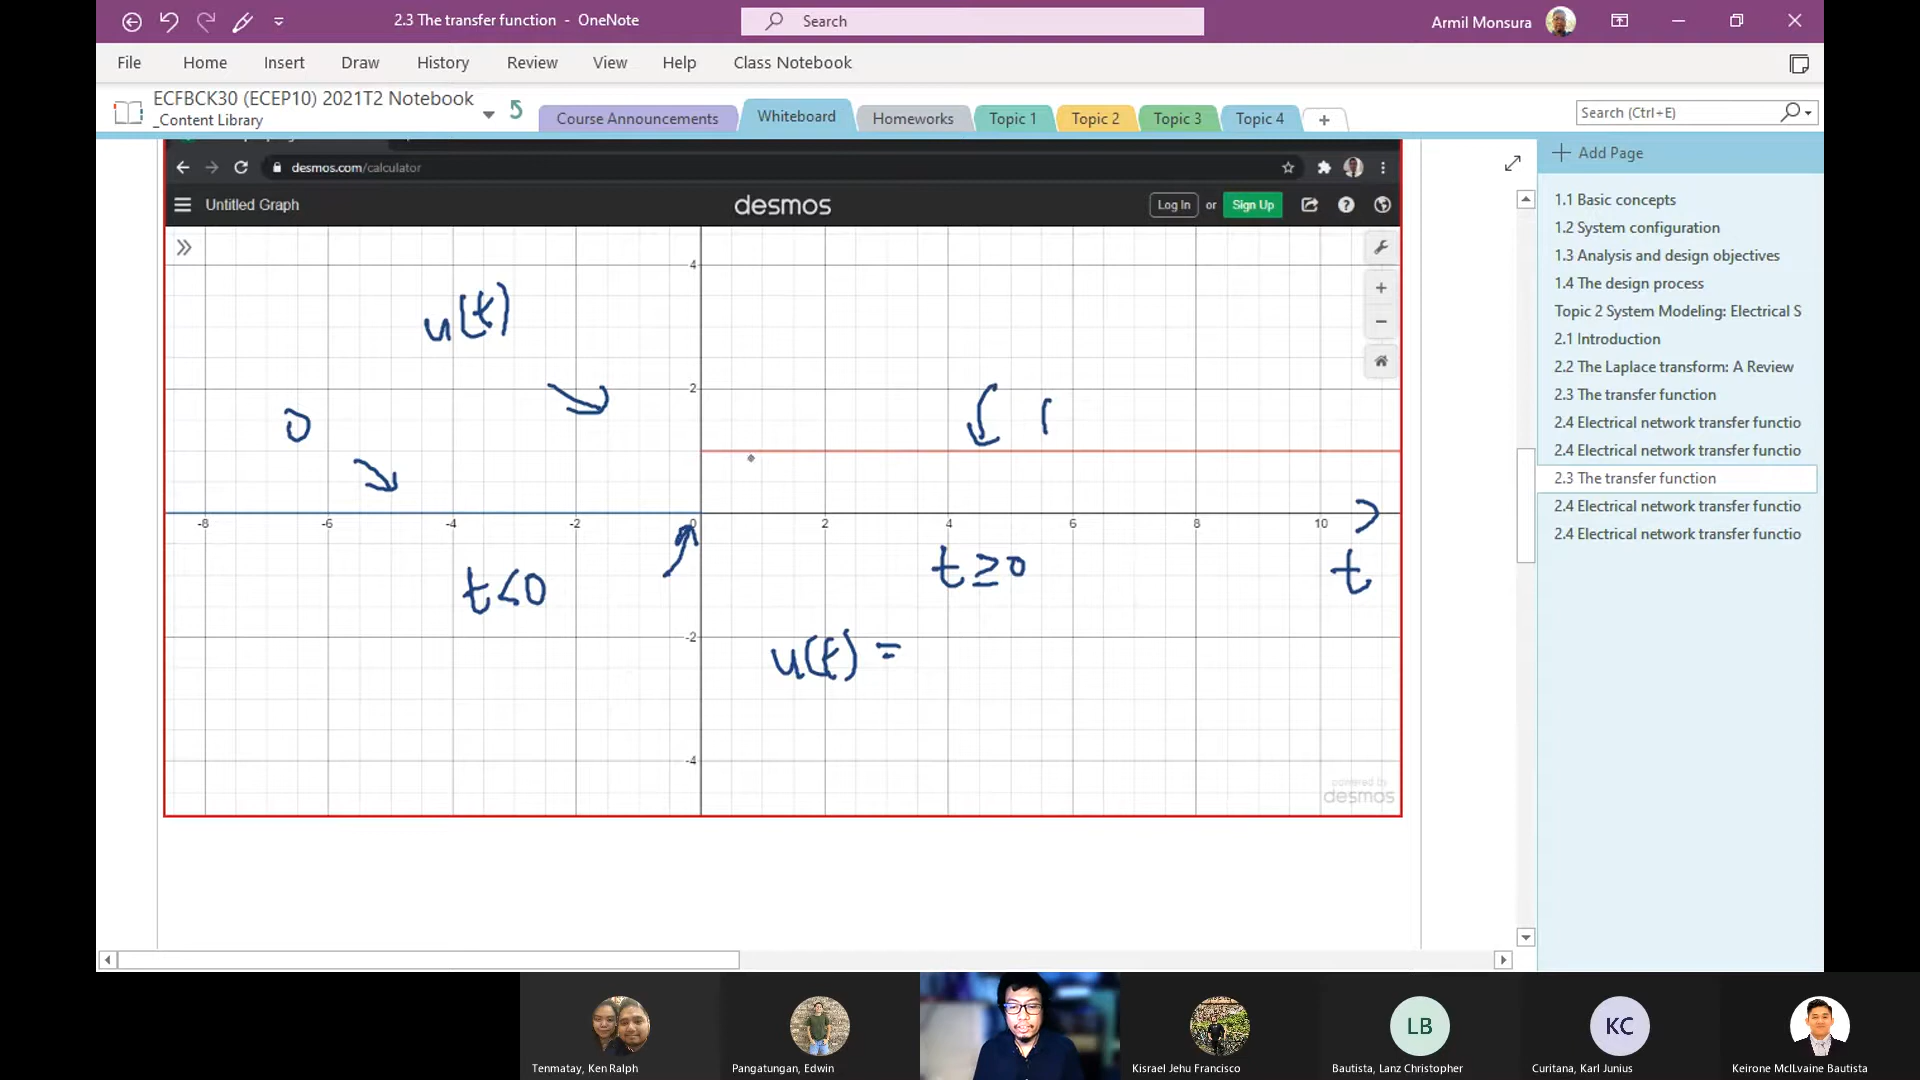 2.3 The transfer function - OneNote
Search
Armil Monsura
File Home Insert Draw History Review View Help Class Notebook
ECFBCK30 (ECEP10) 2021T2 Notebook
_Content Library
Course Announcements Whiteboard Homeworks Topic 1 Topic 2 Topic 3 Topic 4 +
Search (Ctrl+E)
desmos.com/calculator
Untitled Graph
desmos
Log In or Sign Up
Add Page
1.1 Basic concepts
1.2 System configuration
1.3 Analysis and design objectives
1.4 The design process
Topic 2 System Modeling: Electrical S
2.1 Introduction
2.2 The Laplace transform: A Review
2.3 The transfer function
2.4 Electrical network transfer functio
2.4 Electrical network transfer functio
2.3 The transfer function
2.4 Electrical network transfer functio
2.4 Electrical network transfer functio
4
u(t)
2
0
1
-8 -6 -4 -2 0 2 4 6 8 10
t<0
t≥0
t
-2
u(t) =
-4
powered by
desmos
Tenmatay, Ken Ralph
Pangatungan, Edwin
Kisrael Jehu Francisco
LB
Bautista, Lanz Christopher
KC
Curitana, Karl Junius
Keirone McIlvaine Bautista